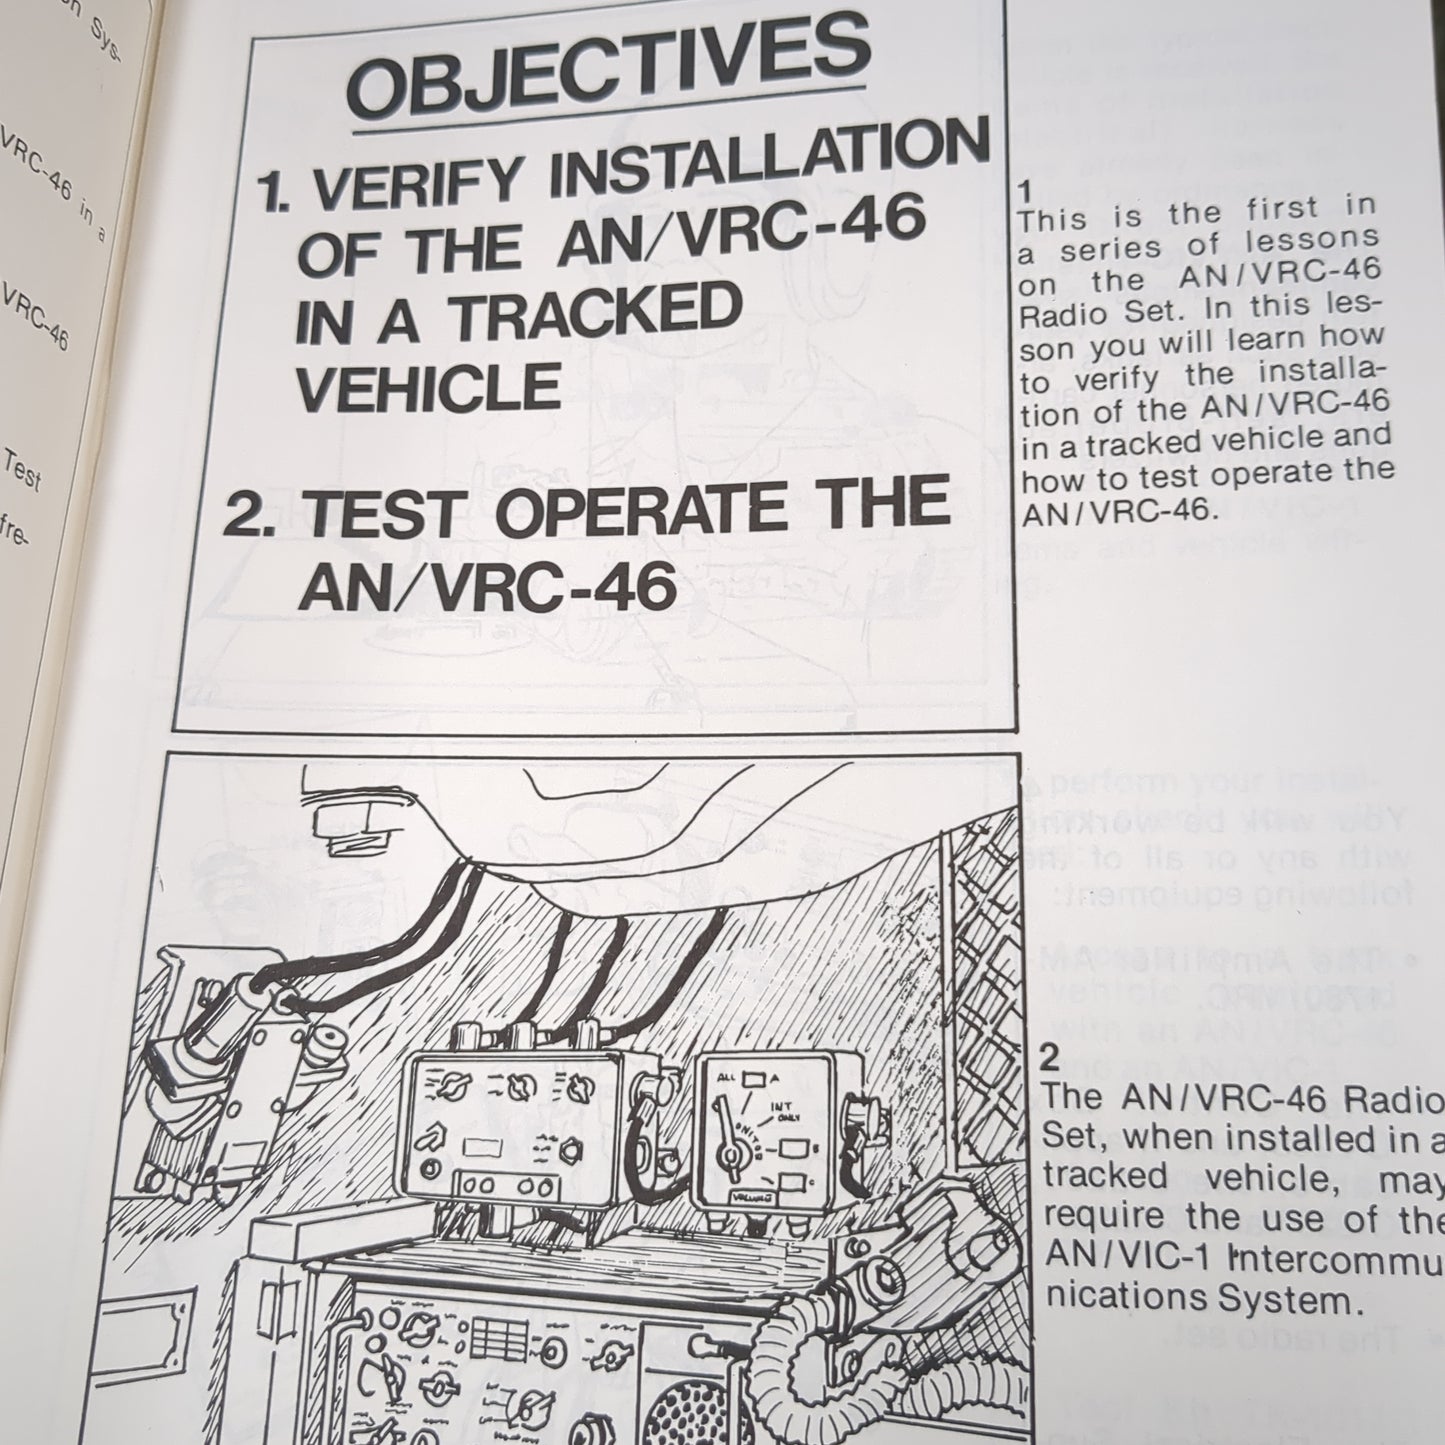 n Sys-
VRC-46 in a
VRC-46
Test
fre-
OBJECTIVES
1. VERIFY INSTALLATION
OF THE AN/VRC-46
IN A TRACKED
VEHICLE
2. TEST OPERATE THE
AN/VRC-46
1
This is the first in
a series of lessons
on the AN/VRC-46
Radio Set. In this les-
son you will learn how
to verify the installa-
tion of the AN/VRC-46
in a tracked vehicle and
how to test operate the
AN/VRC-46.
ALL A
INT
ONLY
B
C
VOLUME
2
The AN/VRC-46 Radio
Set, when installed in a
tracked vehicle, may
require the use of the
AN/VIC-1 Intercommu
nications System.